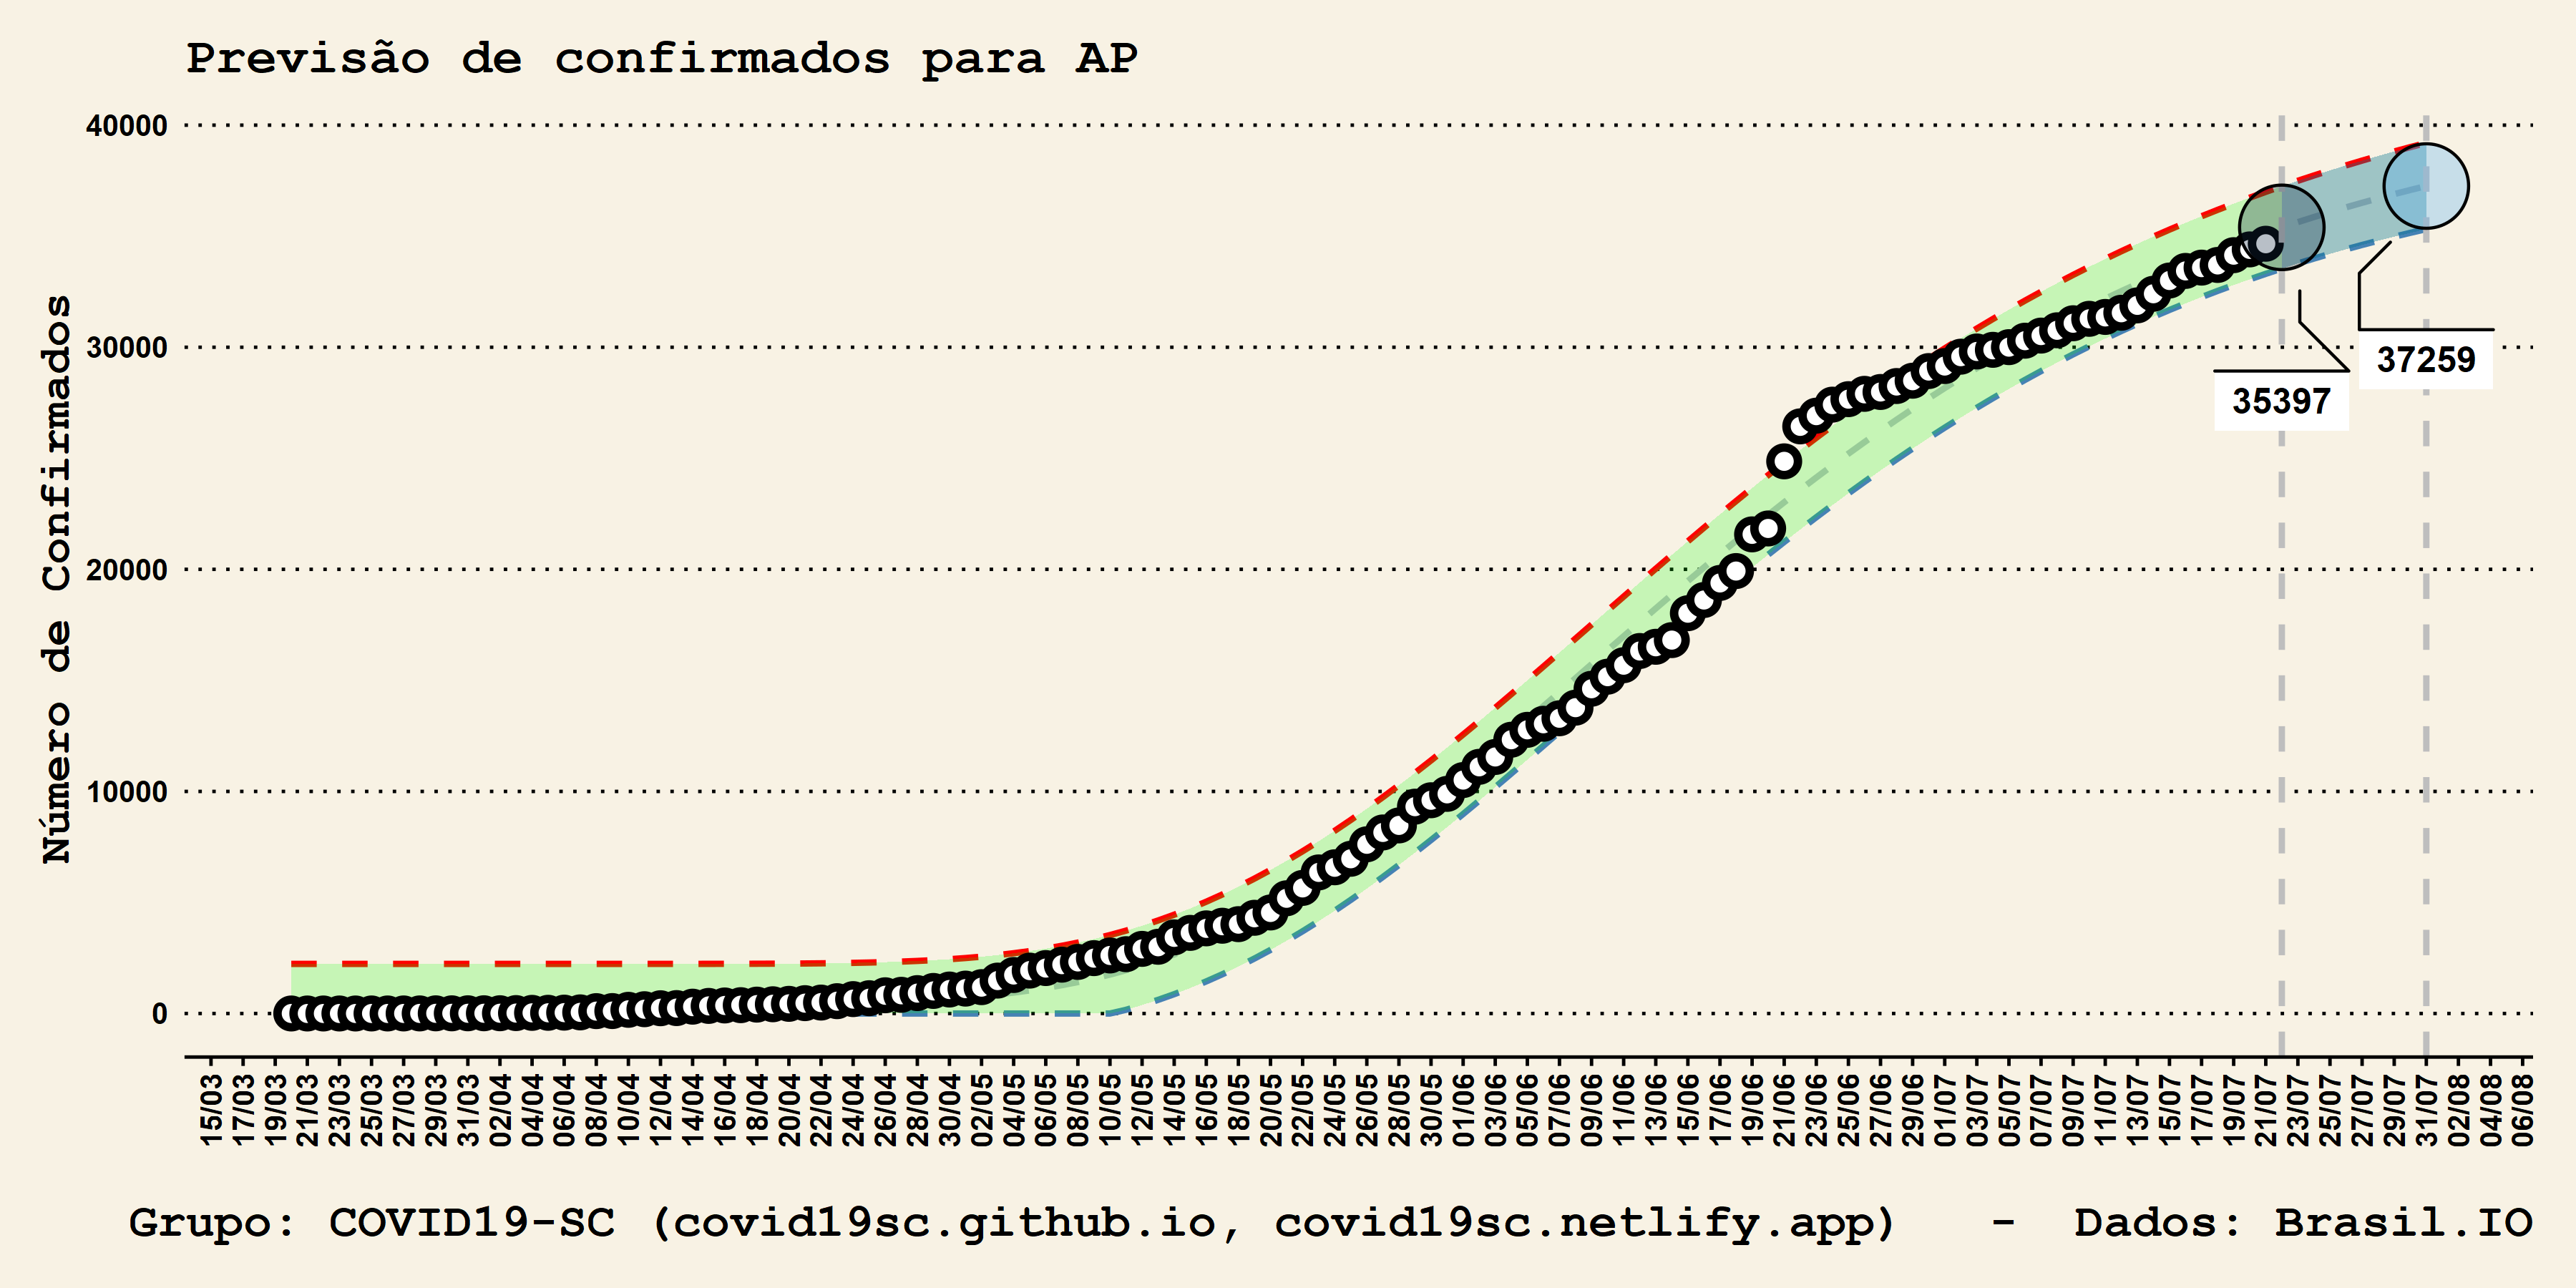 Previsão de confirmados para AP
Número de Confirmados
40000
30000
20000
10000
0
37259
35397
15/03 17/03 19/03 21/03 23/03 25/03 27/03 29/03 31/03 02/04 04/04 06/04 08/04 10/04 12/04 14/04 16/04 18/04 20/04 22/04 24/04 26/04 28/04 30/04 02/05 04/05 06/05 08/05 10/05 12/05 14/05 16/05 18/05 20/05 22/05 24/05 26/05 28/05 30/05 01/06 03/06 05/06 07/06 09/06 11/06 13/06 15/06 17/06 19/06 21/06 23/06 25/06 27/06 29/06 01/07 03/07 05/07 07/07 09/07 11/07 13/07 15/07 17/07 19/07 21/07 23/07 25/07 27/07 29/07 31/07 02/08 04/08 06/08
Grupo: COVID19-SC (covid19sc.github.io, covid19sc.netlify.app) - Dados: Brasil.IO